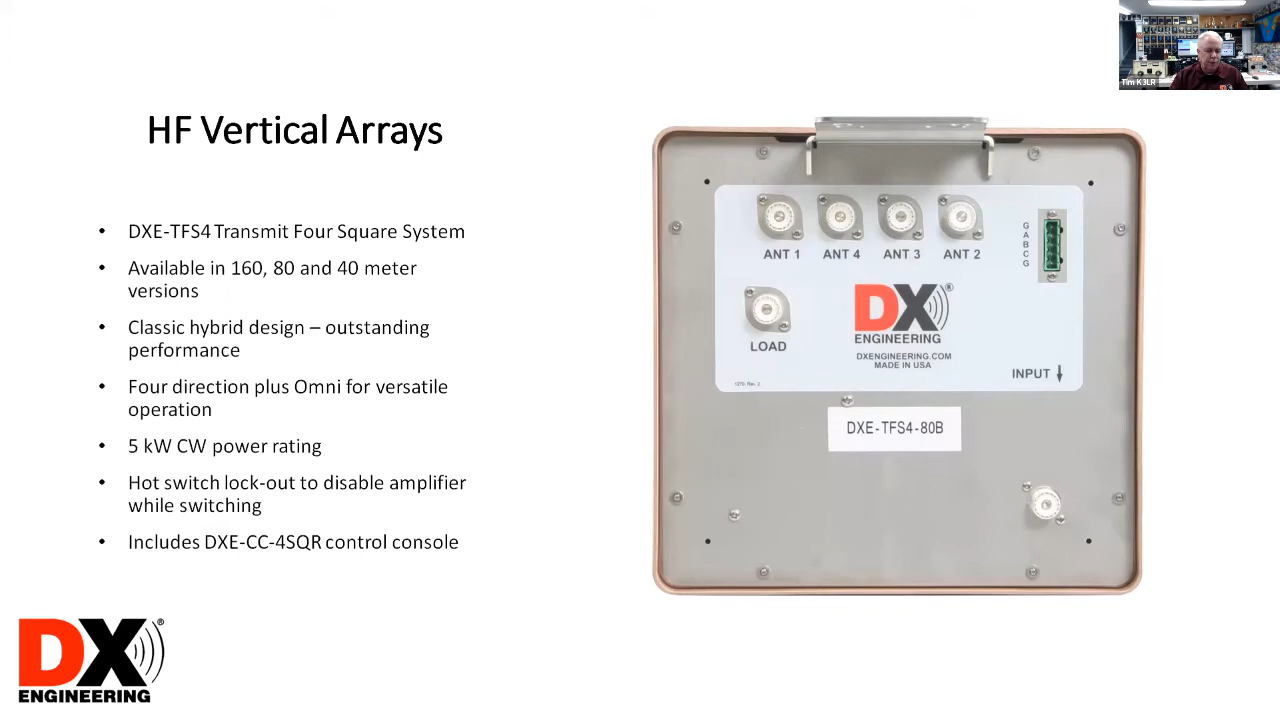 Tim K3LR
HF Vertical Arrays
• DXE-TFS4 Transmit Four Square System
• Available in 160, 80 and 40 meter
versions
• Classic hybrid design – outstanding
performance
• Four direction plus Omni for versatile
operation
• 5 kW CW power rating
• Hot switch lock-out to disable amplifier
while switching
• Includes DXE-CC-4SQR control console
ANT 1 ANT 4 ANT 3 ANT 2
G
A
B
C
G
LOAD
DX®
ENGINEERING
DXENGINEERING.COM
MADE IN USA
INPUT
DXE-TFS4-80B
DX®
ENGINEERING